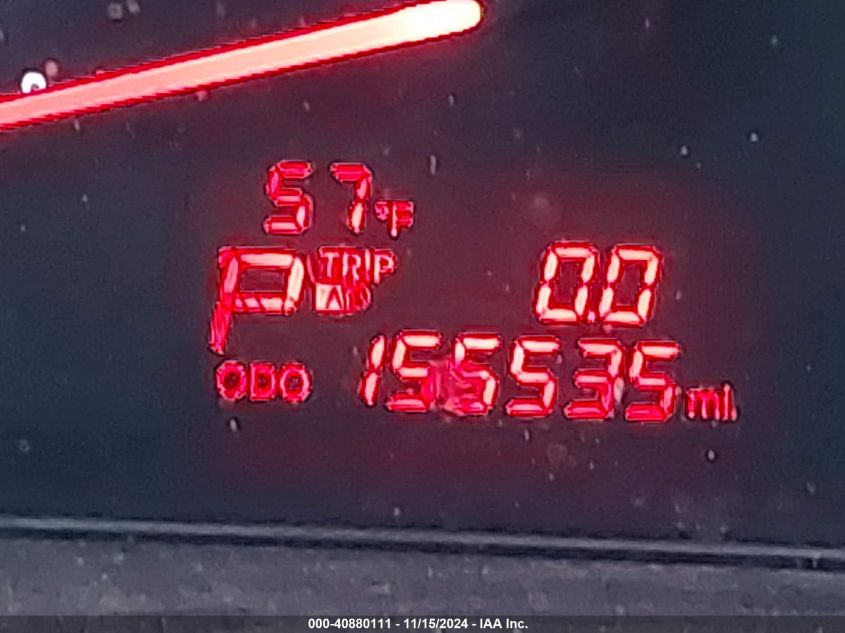 57°F
P TRIP 0.0
A
ODO 155535 mi
000-40880111 - 11/15/2024 - IAA Inc.